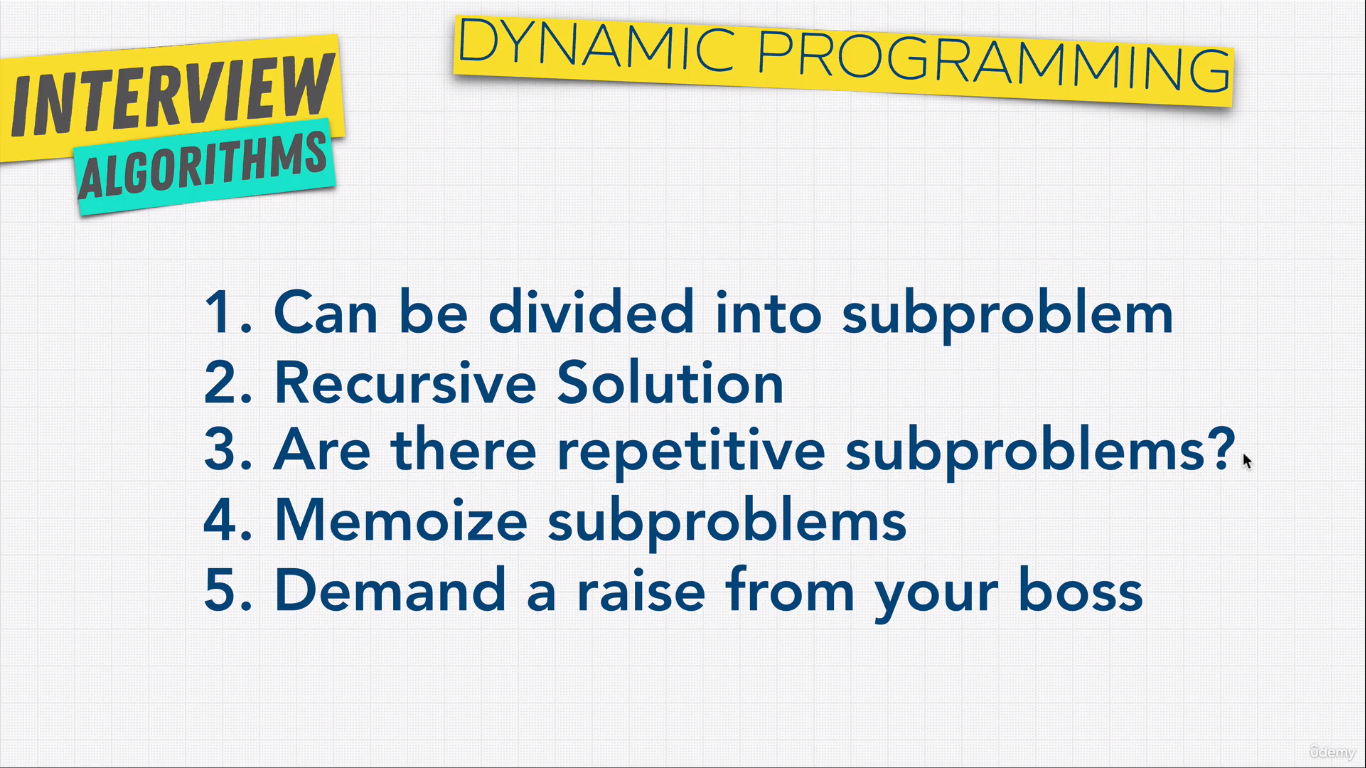 INTERVIEW
ALGORITHMS
DYNAMIC PROGRAMMING
1. Can be divided into subproblem
2. Recursive Solution
3. Are there repetitive subproblems?
4. Memoize subproblems
5. Demand a raise from your boss
ûdemy